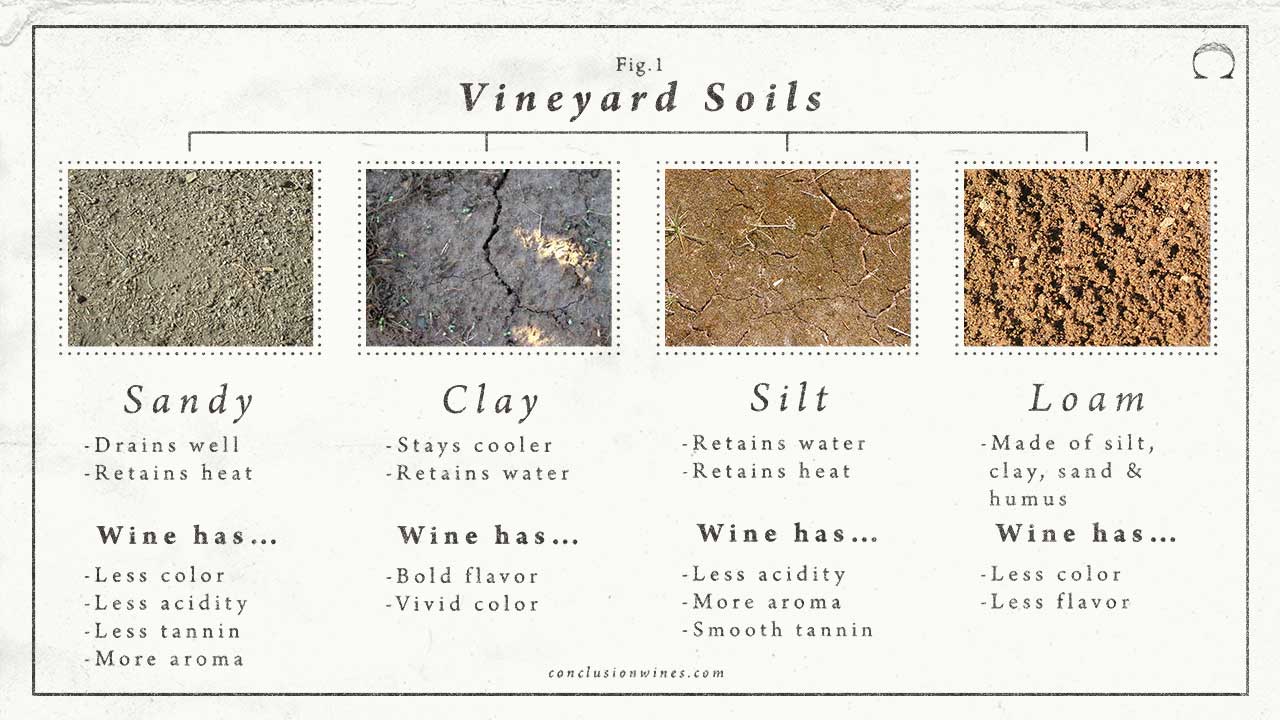 Fig.1
Vineyard Soils
Sandy
-Drains well
-Retains heat
Wine has...
-Less color
-Less acidity
-Less tannin
-More aroma
Clay
-Stays cooler
-Retains water
Wine has...
-Bold flavor
-Vivid color
Silt
-Retains water
-Retains heat
Wine has...
-Less acidity
-More aroma
-Smooth tannin
Loam
-Made of silt,
clay, sand &
humus
Wine has...
-Less color
-Less flavor
conclusionwines.com